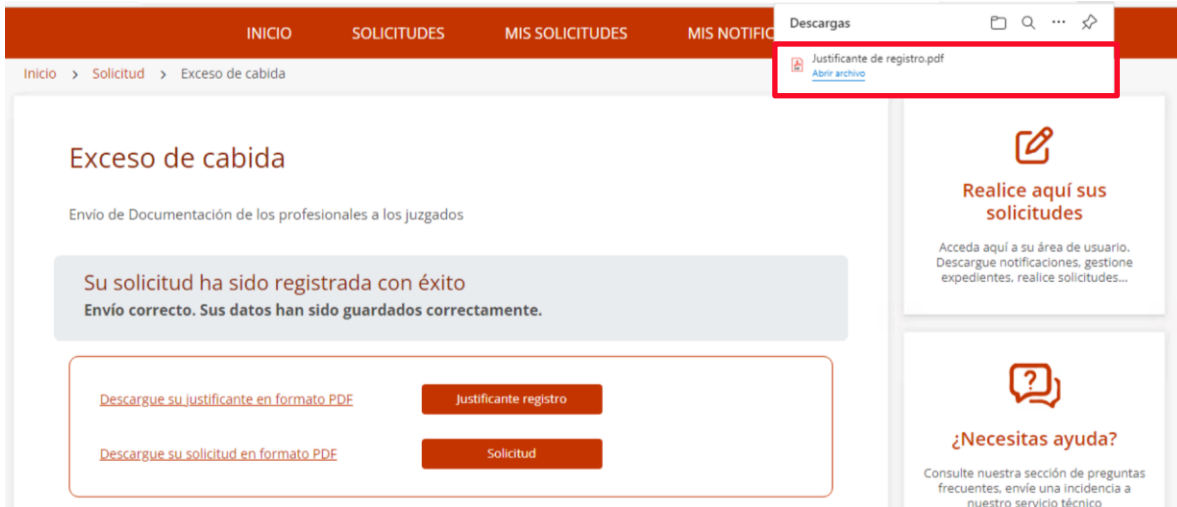 INICIO SOLICITUDES MIS SOLICITUDES MIS NOTIFIC
Descargas
Justificante de registro.pdf
Abrir archivo
Inicio > Solicitud > Exceso de cabida
Exceso de cabida
Envío de Documentación de los profesionales a los juzgados
Su solicitud ha sido registrada con éxito
Envío correcto. Sus datos han sido guardados correctamente.
Descargue su justificante en formato PDF
Justificante registro
Descargue su solicitud en formato PDF
Solicitud
Realice aquí sus
solicitudes
Acceda aquí a su área de usuario.
Descargue notificaciones, gestione
expedientes, realice solicitudes...
¿Necesitas ayuda?
Consulte nuestra sección de preguntas
frecuentes, envíe una incidencia a
nuestro servicio técnico